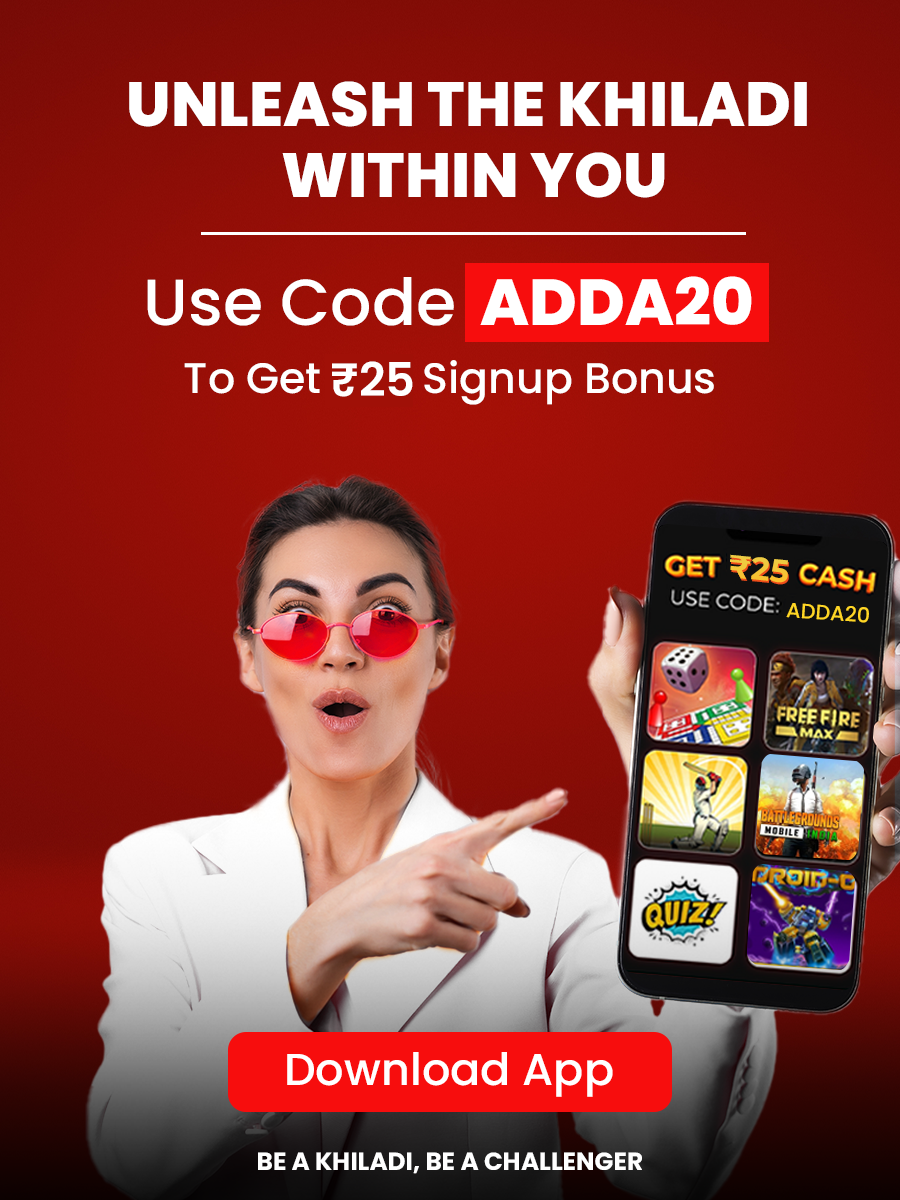 UNLEASH THE KHILADI
WITHIN YOU
Use Code ADDA20
To Get ₹25 Signup Bonus
GET ₹25 CASH
USE CODE: ADDA20
FREE FIRE
MAX
BATTLEGROUNDS
MOBILE INDIA
QUIZ!
DROID-O
Download App
BE A KHILADI, BE A CHALLENGER